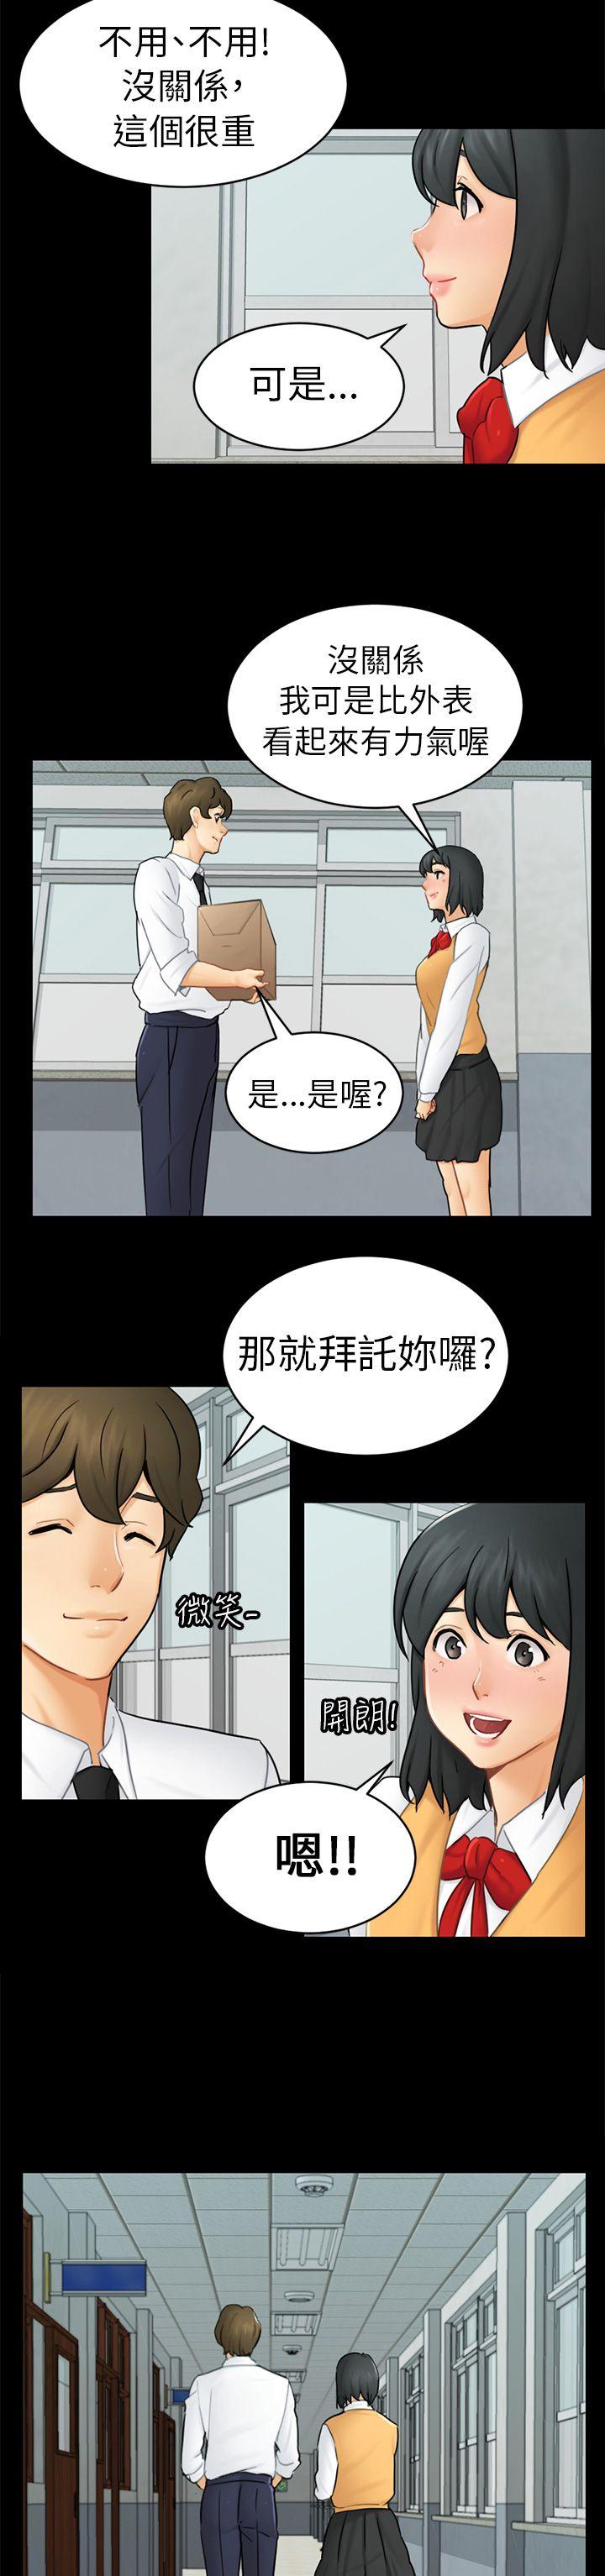 不用、不用!
沒關係,
這個很重
可是...
沒關係
我可是比外表
看起來有力氣喔
是...是喔?
那就拜託妳囉?
微笑-
開朗!
嗯!!